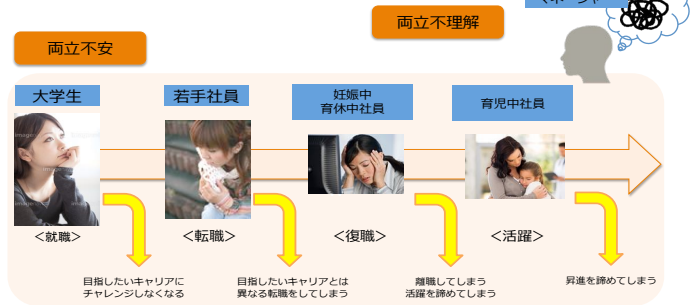 両立不理解
両立不安
大学生
若手社員
妊娠中
育休中社員
育児中社員
＜就職＞
＜転職＞
＜復職＞
＜活躍＞
目指したいキャリアに
チャレンジしなくなる
目指したいキャリアとは
異なる転職をしてしまう
離職してしまう
活躍を諦めてしまう
昇進を諦めてしまう